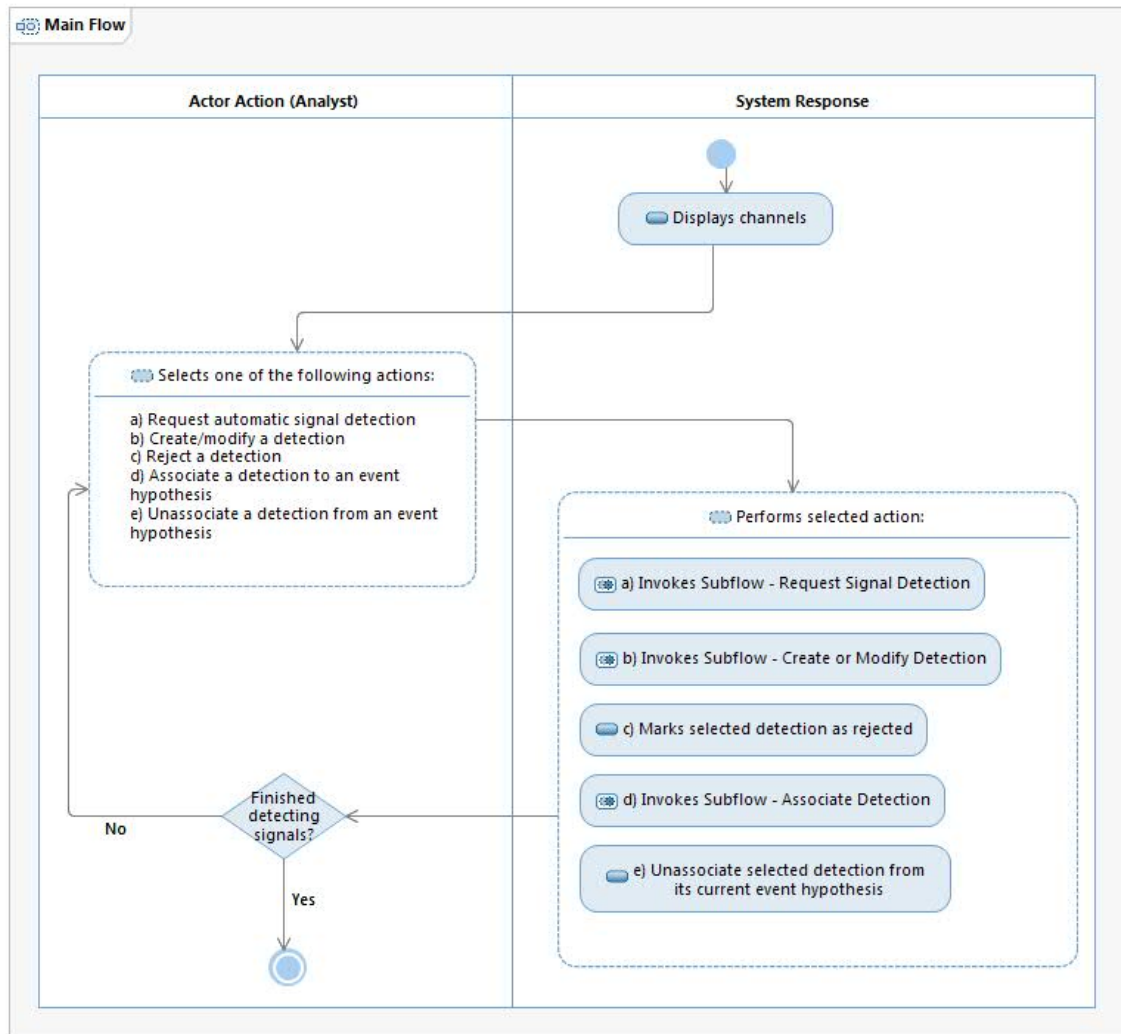 Main Flow
Actor Action (Analyst)
System Response
Displays channels
Selects one of the following actions:
a) Request automatic signal detection
b) Create/modify a detection
c) Reject a detection
d) Associate a detection to an event
hypothesis
e) Unassociate a detection from an event
hypothesis
Performs selected action:
a) Invokes Subflow - Request Signal Detection
b) Invokes Subflow - Create or Modify Detection
c) Marks selected detection as rejected
d) Invokes Subflow - Associate Detection
e) Unassociate selected detection from
its current event hypothesis
Finished
detecting
signals?
No
Yes